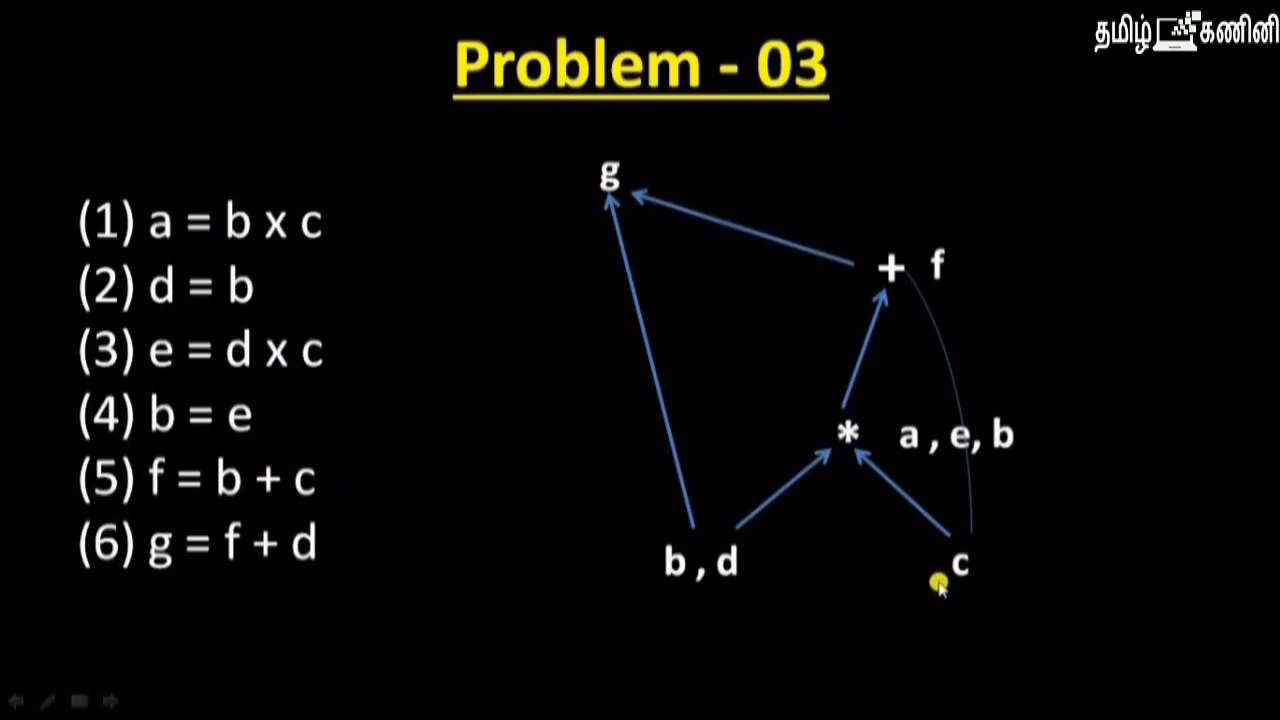 தமிழ் கணினி
Problem - 03
(1) a = b x c
(2) d = b
(3) e = d x c
(4) b = e
(5) f = b + c
(6) g = f + d
g
+ f
* a , e, b
b , d
c